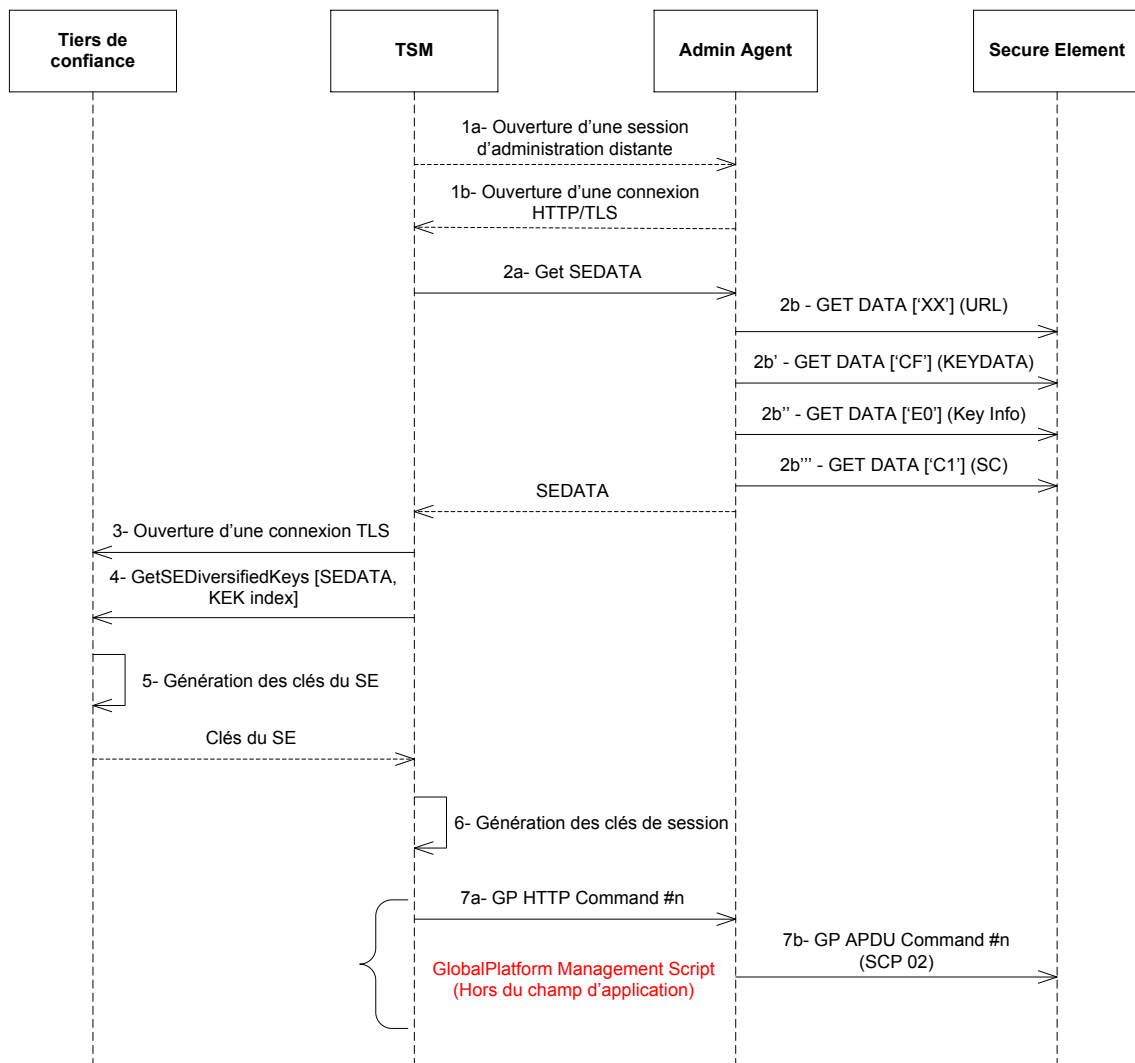 Tiers de
confiance
TSM
Admin Agent
Secure Element
1a- Ouverture d’une session
d’administration distante
1b- Ouverture d’une connexion
HTTP/TLS
2a- Get SEDATA
2b - GET DATA [‘XX’] (URL)
2b' - GET DATA [‘CF’] (KEYDATA)
2b’’ - GET DATA [‘E0’] (Key Info)
2b’’’ - GET DATA [‘C1’] (SC)
SEDATA
3- Ouverture d’une connexion TLS
4- GetSEDiversifiedKeys [SEDATA,
KEK index]
5- Génération des clés du SE
Clés du SE
6- Génération des clés de session
7a- GP HTTP Command #n
7b- GP APDU Command #n
(SCP 02)
GlobalPlatform Management Script
(Hors du champ d’application)